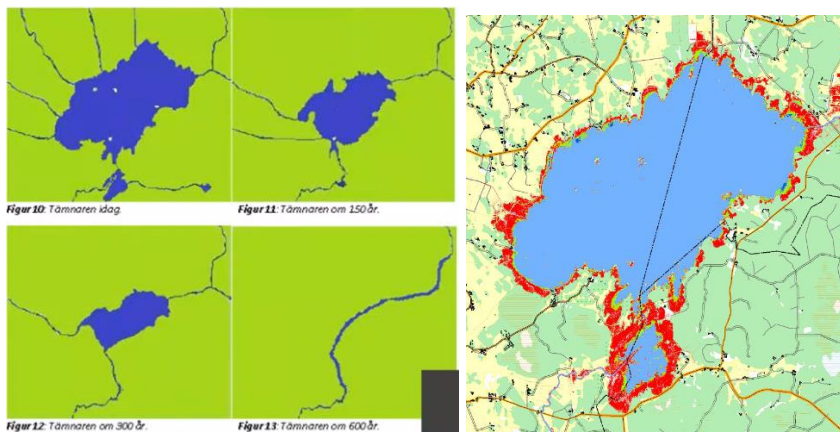 Figur 10: Tämnaren idag.
Figur 11: Tämnaren om 150 år.
Figur 12: Tämnaren om 300 år.
Figur 13: Tämnaren om 600 år.